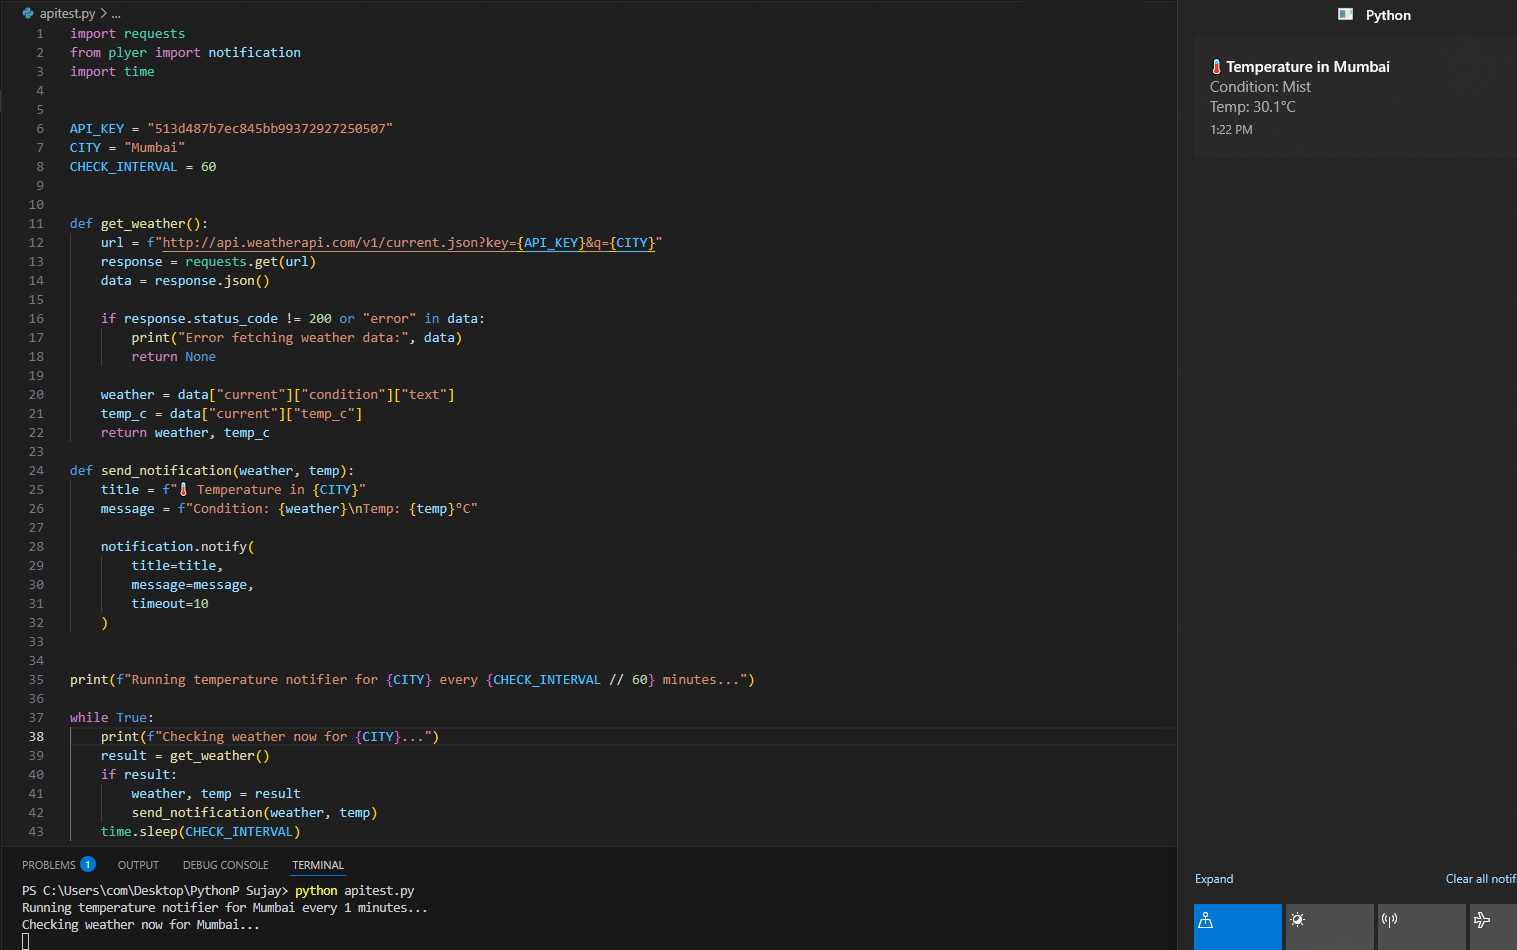 apitest.py > ...
1 import requests
2 from plyer import notification
3 import time
4
5
6 API_KEY = "513d487b7ec845bb99372927250507"
7 CITY = "Mumbai"
8 CHECK_INTERVAL = 60
9
10
11 def get_weather():
12     url = f"http://api.weatherapi.com/v1/current.json?key={API_KEY}&q={CITY}"
13     response = requests.get(url)
14     data = response.json()
15
16     if response.status_code != 200 or "error" in data:
17         print("Error fetching weather data:", data)
18         return None
19
20     weather = data["current"]["condition"]["text"]
21     temp_c = data["current"]["temp_c"]
22     return weather, temp_c
23
24 def send_notification(weather, temp):
25     title = f"🌡 Temperature in {CITY}"
26     message = f"Condition: {weather}\nTemp: {temp}°C"
27
28     notification.notify(
29         title=title,
30         message=message,
31         timeout=10
32     )
33
34
35 print(f"Running temperature notifier for {CITY} every {CHECK_INTERVAL // 60} minutes...")
36
37 while True:
38     print(f"Checking weather now for {CITY}...")
39     result = get_weather()
40     if result:
41         weather, temp = result
42         send_notification(weather, temp)
43     time.sleep(CHECK_INTERVAL)
PROBLEMS 1 OUTPUT DEBUG CONSOLE TERMINAL
PS C:\Users\com\Desktop\PythonP Sujay> python apitest.py
Running temperature notifier for Mumbai every 1 minutes...
Checking weather now for Mumbai...
Python
🌡 Temperature in Mumbai
Condition: Mist
Temp: 30.1°C
1:22 PM
Expand
Clear all notif